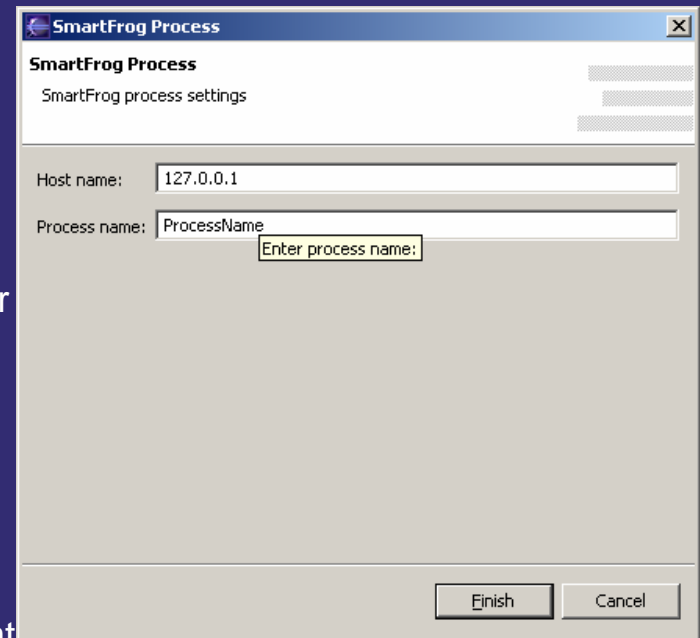 SmartFrog Process
SmartFrog Process
SmartFrog process settings
Host name: 127.0.0.1
Process name: ProcessName
Enter process name:
Finish Cancel